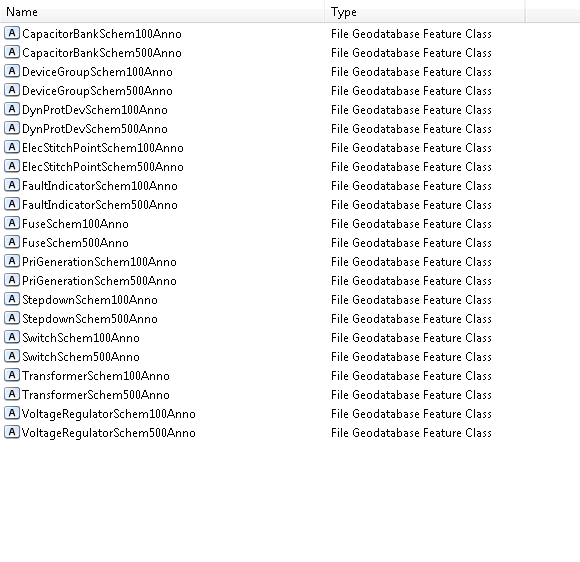 Name Type
A CapacitorBankSchem100Anno File Geodatabase Feature Class
A CapacitorBankSchem500Anno File Geodatabase Feature Class
A DeviceGroupSchem100Anno File Geodatabase Feature Class
A DeviceGroupSchem500Anno File Geodatabase Feature Class
A DynProtDevSchem100Anno File Geodatabase Feature Class
A DynProtDevSchem500Anno File Geodatabase Feature Class
A ElecStitchPointSchem100Anno File Geodatabase Feature Class
A ElecStitchPointSchem500Anno File Geodatabase Feature Class
A FaultIndicatorSchem100Anno File Geodatabase Feature Class
A FaultIndicatorSchem500Anno File Geodatabase Feature Class
A FuseSchem100Anno File Geodatabase Feature Class
A FuseSchem500Anno File Geodatabase Feature Class
A PriGenerationSchem100Anno File Geodatabase Feature Class
A PriGenerationSchem500Anno File Geodatabase Feature Class
A StepdownSchem100Anno File Geodatabase Feature Class
A StepdownSchem500Anno File Geodatabase Feature Class
A SwitchSchem100Anno File Geodatabase Feature Class
A SwitchSchem500Anno File Geodatabase Feature Class
A TransformerSchem100Anno File Geodatabase Feature Class
A TransformerSchem500Anno File Geodatabase Feature Class
A VoltageRegulatorSchem100Anno File Geodatabase Feature Class
A VoltageRegulatorSchem500Anno File Geodatabase Feature Class